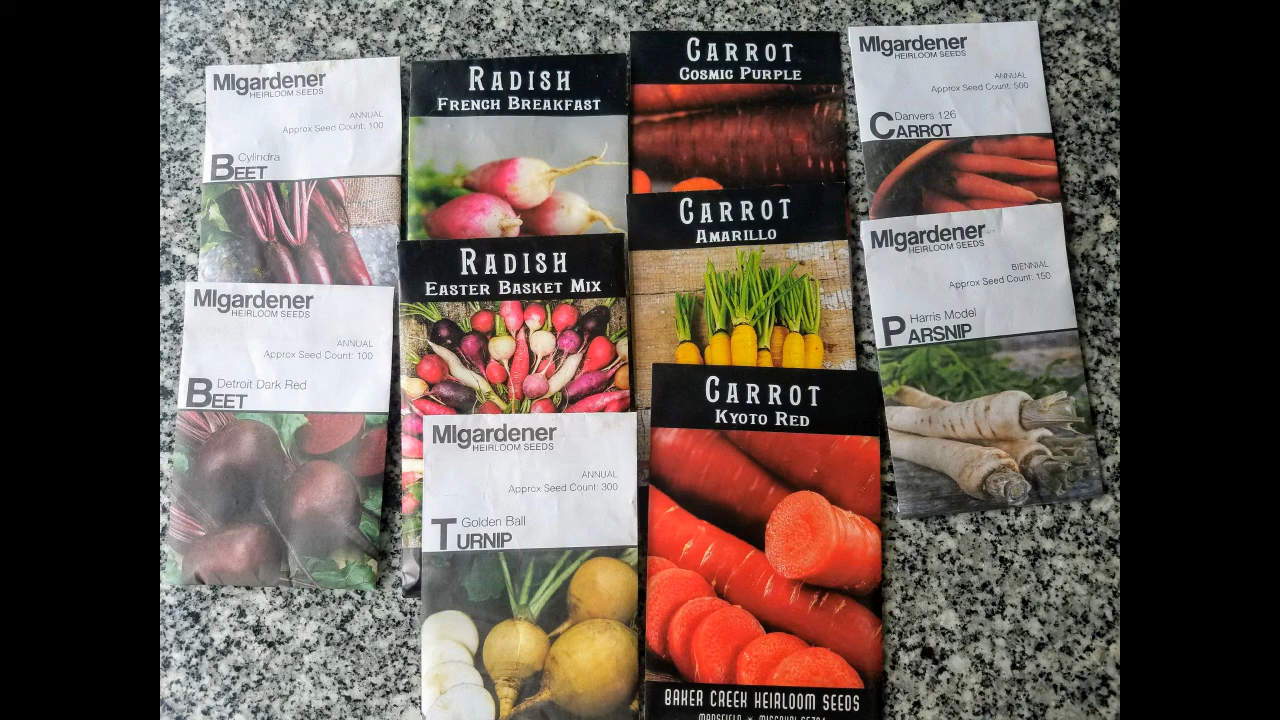 MIgardener
HEIRLOOM SEEDS
ANNUAL
Approx Seed Count: 100
Cylindra
BEET
MIgardener
HEIRLOOM SEEDS
ANNUAL
Approx Seed Count: 100
Detroit Dark Red
BEET
RADISH
FRENCH BREAKFAST
RADISH
EASTER BASKET MIX
MIgardener
HEIRLOOM SEEDS
ANNUAL
Approx Seed Count: 300
Golden Ball
TURNIP
CARROT
COSMIC PURPLE
CARROT
AMARILLO
CARROT
KYOTO RED
BAKER CREEK HEIRLOOM SEEDS
MIgardener
HEIRLOOM SEEDS
ANNUAL
Approx Seed Count: 500
Danvers 126
CARROT
MIgardener
HEIRLOOM SEEDS
BIENNIAL
Approx Seed Count: 150
Harris Model
PARSNIP